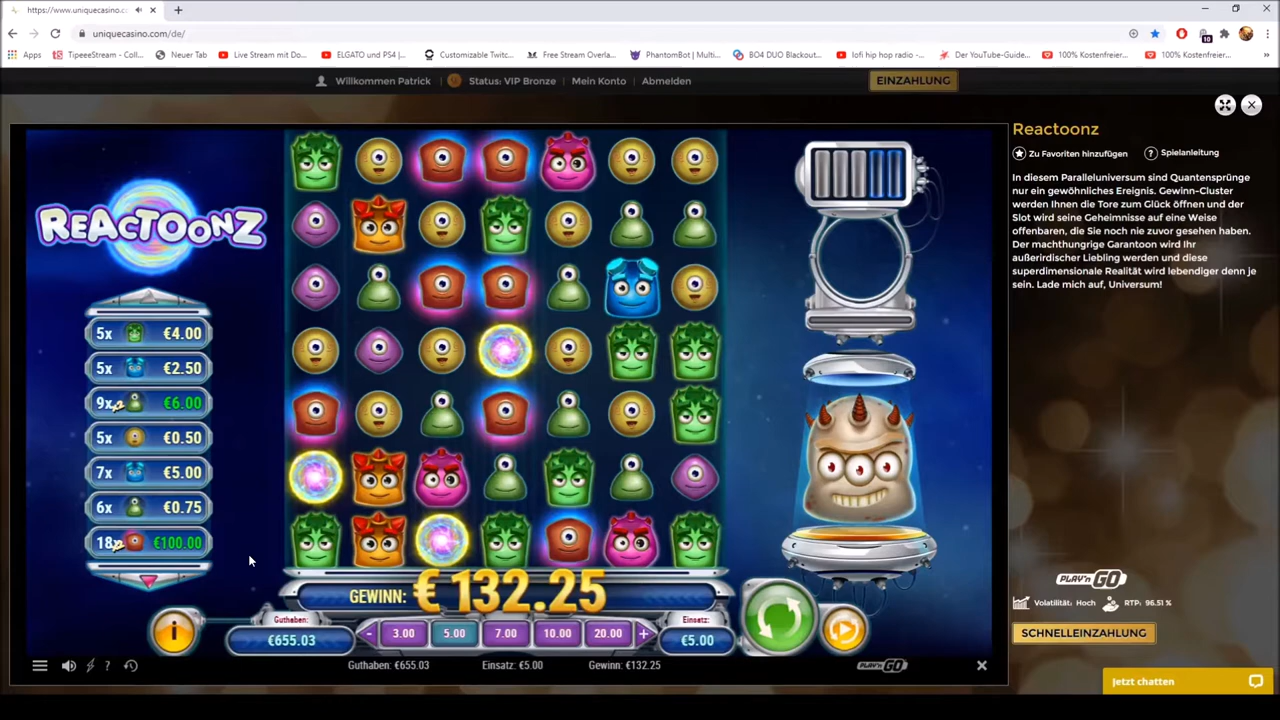 https://www.uniquecasino.c
uniquecasino.com/de/
Apps
TipeeeStream - Coll...
Neuer Tab
Live Stream mit Do...
ELGATO und PS4 |...
Customizable Twitc...
Free Stream Overla...
PhantomBot | Multi...
BO4 DUO Blackout...
lofi hip hop radio -...
Der YouTube-Guide...
100% Kostenfreier...
100% Kostenfreier...
»
10
Willkommen Patrick
Status: VIP Bronze
Mein Konto
Abmelden
EINZAHLUNG
REACTOONZ
5x €4.00
5x €2.50
9x €6.00
5x €0.50
7x €5.00
6x €0.75
18x €100.00
GEWINN: € 132.25
Guthaben:
€655.03
- 3.00 5.00 7.00 10.00 20.00 +
Einsatz:
€5.00
Guthaben: €655.03 Einsatz: €5.00 Gewinn: €132.25
PLAY'n GO
Reactoonz
Zu Favoriten hinzufügen
? Spielanleitung
In diesem Paralleluniversum sind Quantensprünge
nur ein gewöhnliches Ereignis. Gewinn-Cluster
werden Ihnen die Tore zum Glück öffnen und der
Slot wird seine Geheimnisse auf eine Weise
offenbaren, die Sie noch nie zuvor gesehen haben.
Der machthungrige Garantoon wird Ihr
außerirdischer Liebling werden und diese
superdimensionale Realität wird lebendiger denn je
sein. Lade mich auf, Universum!
PLAY'n GO
Volatilität: Hoch
RTP: 96.51 %
SCHNELLEINZAHLUNG
Jetzt chatten